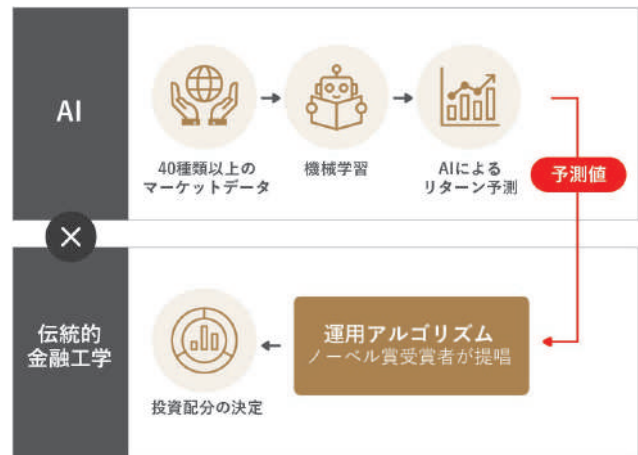 AI
40種類以上の
マーケットデータ
機械学習
AIによる
リターン予測
予測値
×
伝統的
金融工学
投資配分の決定
運用アルゴリズム
ノーベル賞受賞者が提唱